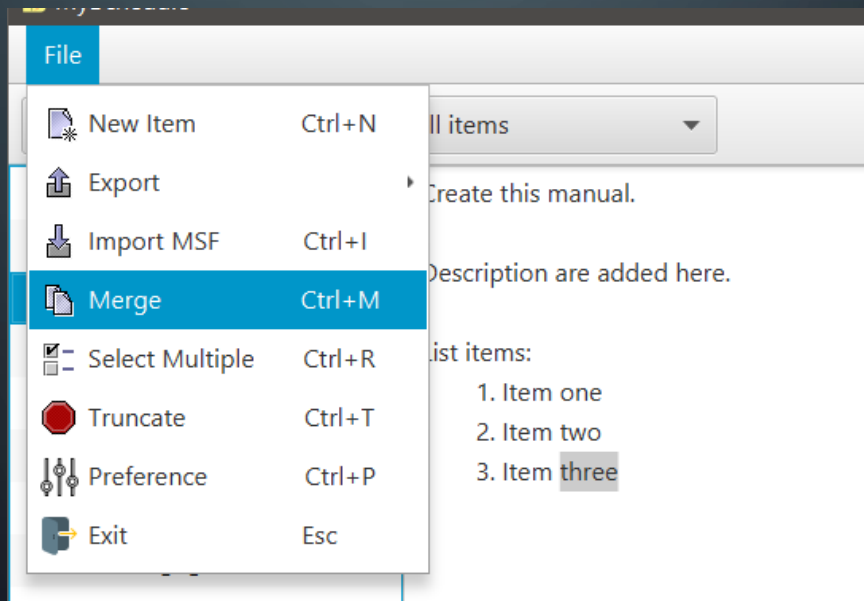 File
New Item Ctrl+N
ll items
Export
Create this manual.
Import MSF Ctrl+I
Description are added here.
Merge Ctrl+M
Select Multiple Ctrl+R
List items:
1. Item one
Truncate Ctrl+T
2. Item two
Preference Ctrl+P
3. Item three
Exit Esc